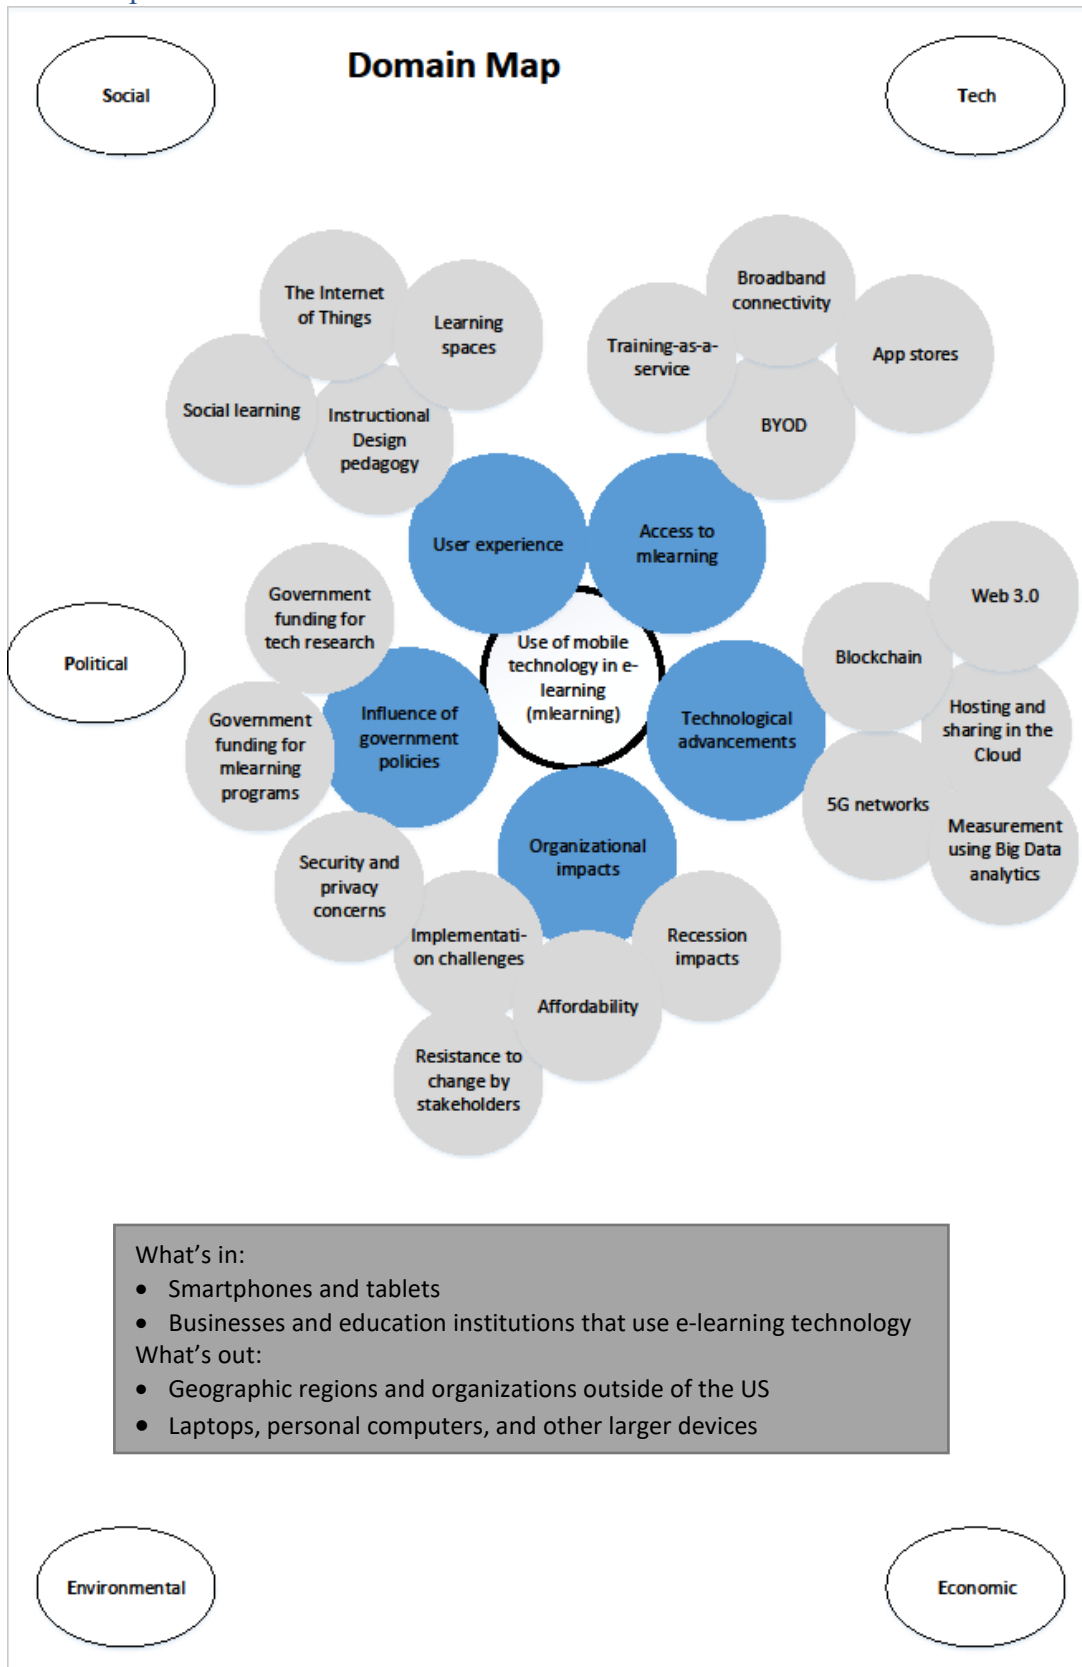 Domain Map
Social
Tech
The Internet
of Things
Learning
spaces
Social learning
Instructional
Design
pedagogy
Broadband
connectivity
Training-as-a-
service
App stores
BYOD
User experience
Access to
mlearning
Government
funding for
tech research
Web 3.0
Blockchain
Use of mobile
technology in e-
learning
(mlearning)
Political
Influence of
government
policies
Technological
advancements
Government
funding for
mlearning
programs
Hosting and
sharing in the
Cloud
5G networks
Measurement
using Big Data
analytics
Organizational
impacts
Security and
privacy
concerns
Implementati-
on challenges
Recession
impacts
Affordability
Resistance to
change by
stakeholders
What’s in:
• Smartphones and tablets
• Businesses and education institutions that use e-learning technology
What’s out:
• Geographic regions and organizations outside of the US
• Laptops, personal computers, and other larger devices
Environmental
Economic